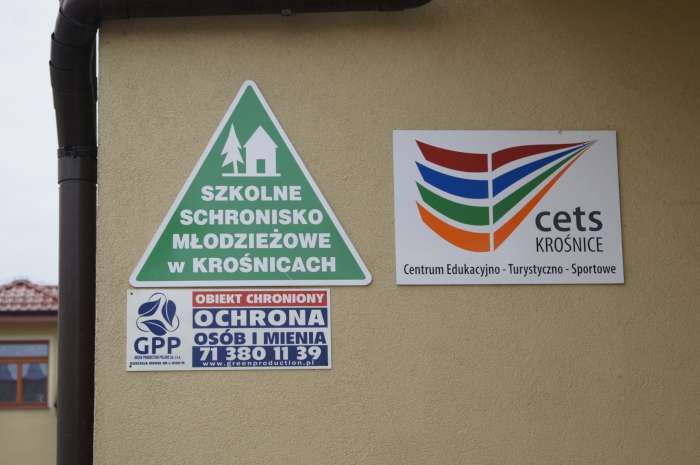 SZKOLNE
SCHRONISKO
MŁODZIEŻOWE
w KROŚNICACH
cets
KROŚNICE
Centrum Edukacyjno - Turystyczno - Sportowe
GPP
OBIEKT CHRONIONY
OCHRONA
OSÓB I MIENIA
71 380 11 39
www.greenproduction.pl